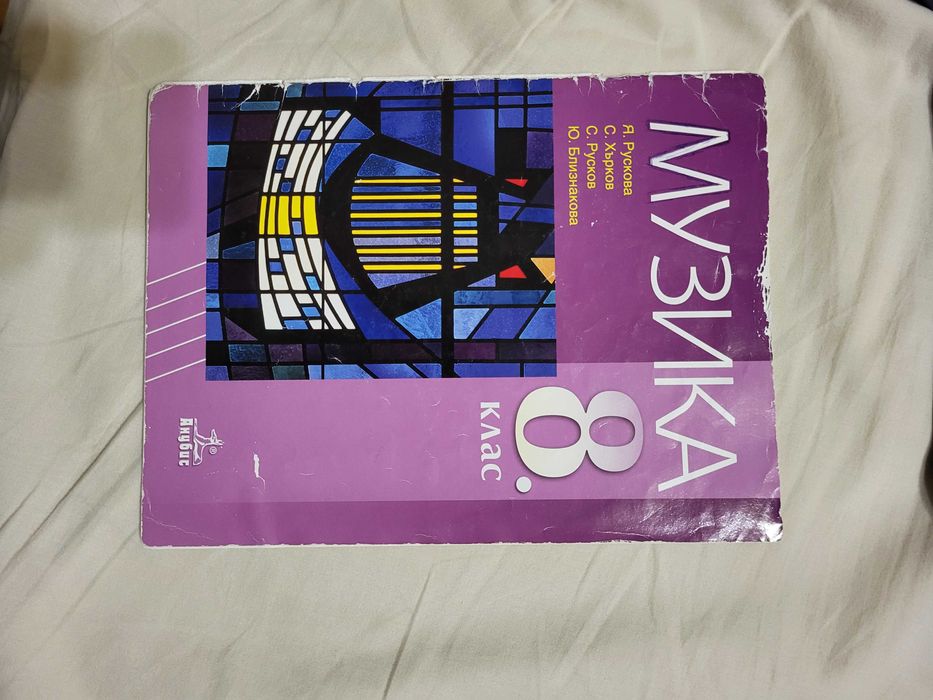 Я. Рускова
С. Хърков
С. Русков
Ю. Близнакова
МУЗИКА
8.
клас
Анубис
®